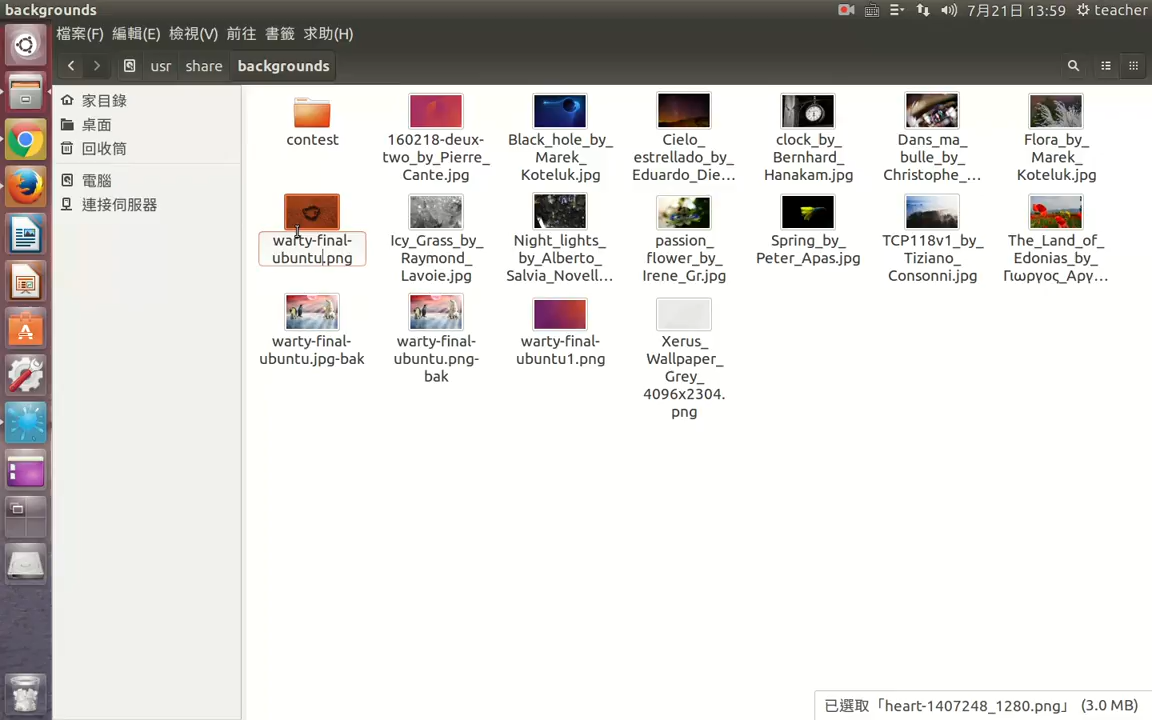 backgrounds
7月21日 13:59
teacher
檔案(F) 編輯(E) 檢視(V) 前往 書籤 求助(H)
usr
share
backgrounds
家目錄
桌面
回收筒
電腦
連接伺服器
contest
160218-deux-
two_by_Pierre_
Cante.jpg
Black_hole_by_
Marek_
Koteluk.jpg
Cielo_
estrellado_by_
Eduardo_Die...
clock_by_
Bernhard_
Hanakam.jpg
Dans_ma_
bulle_by_
Christophe_...
Flora_by_
Marek_
Koteluk.jpg
warty-final-
ubuntu.png
Icy_Grass_by_
Raymond_
Lavoie.jpg
Night_lights_
by_Alberto_
Salvia_Novell...
passion_
flower_by_
Irene_Gr.jpg
Spring_by_
Peter_Apas.jpg
TCP118v1_by_
Tiziano_
Consonni.jpg
The_Land_of_
Edonias_by_
Γιωργος_Αργ...
warty-final-
ubuntu.jpg-bak
warty-final-
ubuntu.png-
bak
warty-final-
ubuntu1.png
Xerus_
Wallpaper_
Grey_
4096x2304.
png
已選取「heart-1407248_1280.png」 (3.0 MB)